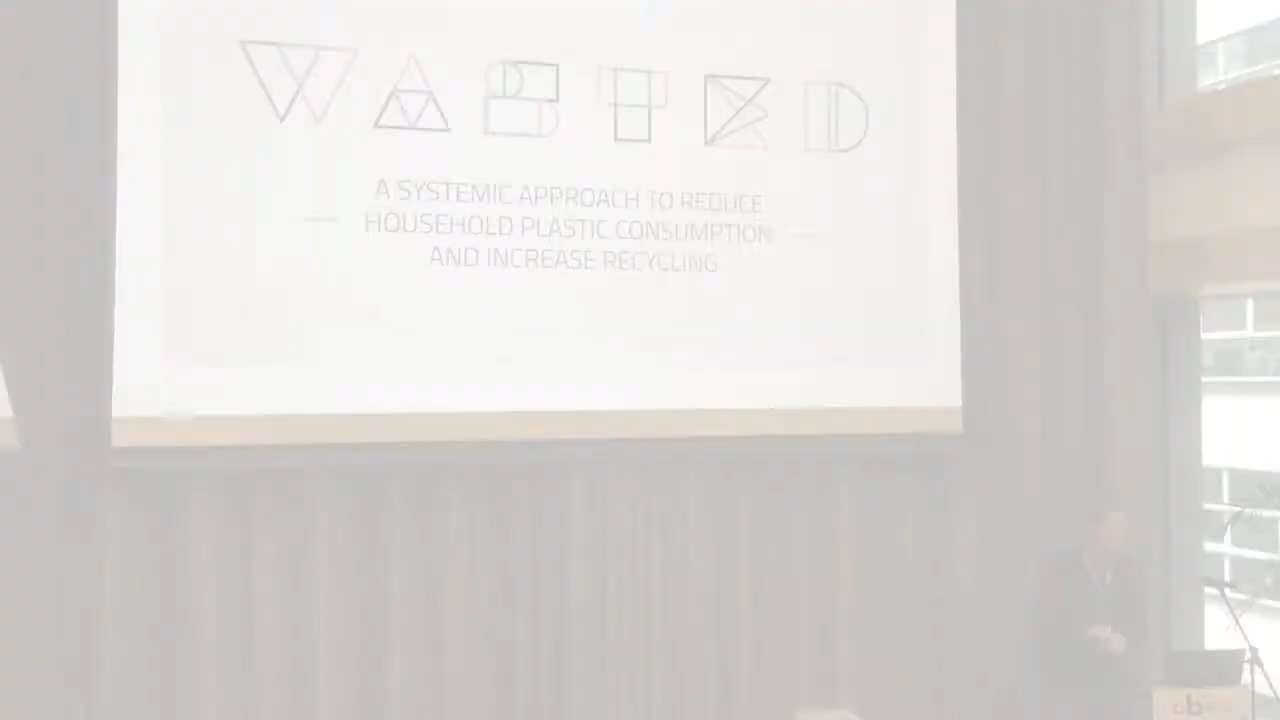 WASTED
A SYSTEMIC APPROACH TO REDUCE
HOUSEHOLD PLASTIC CONSUMPTION
AND INCREASE RECYCLING